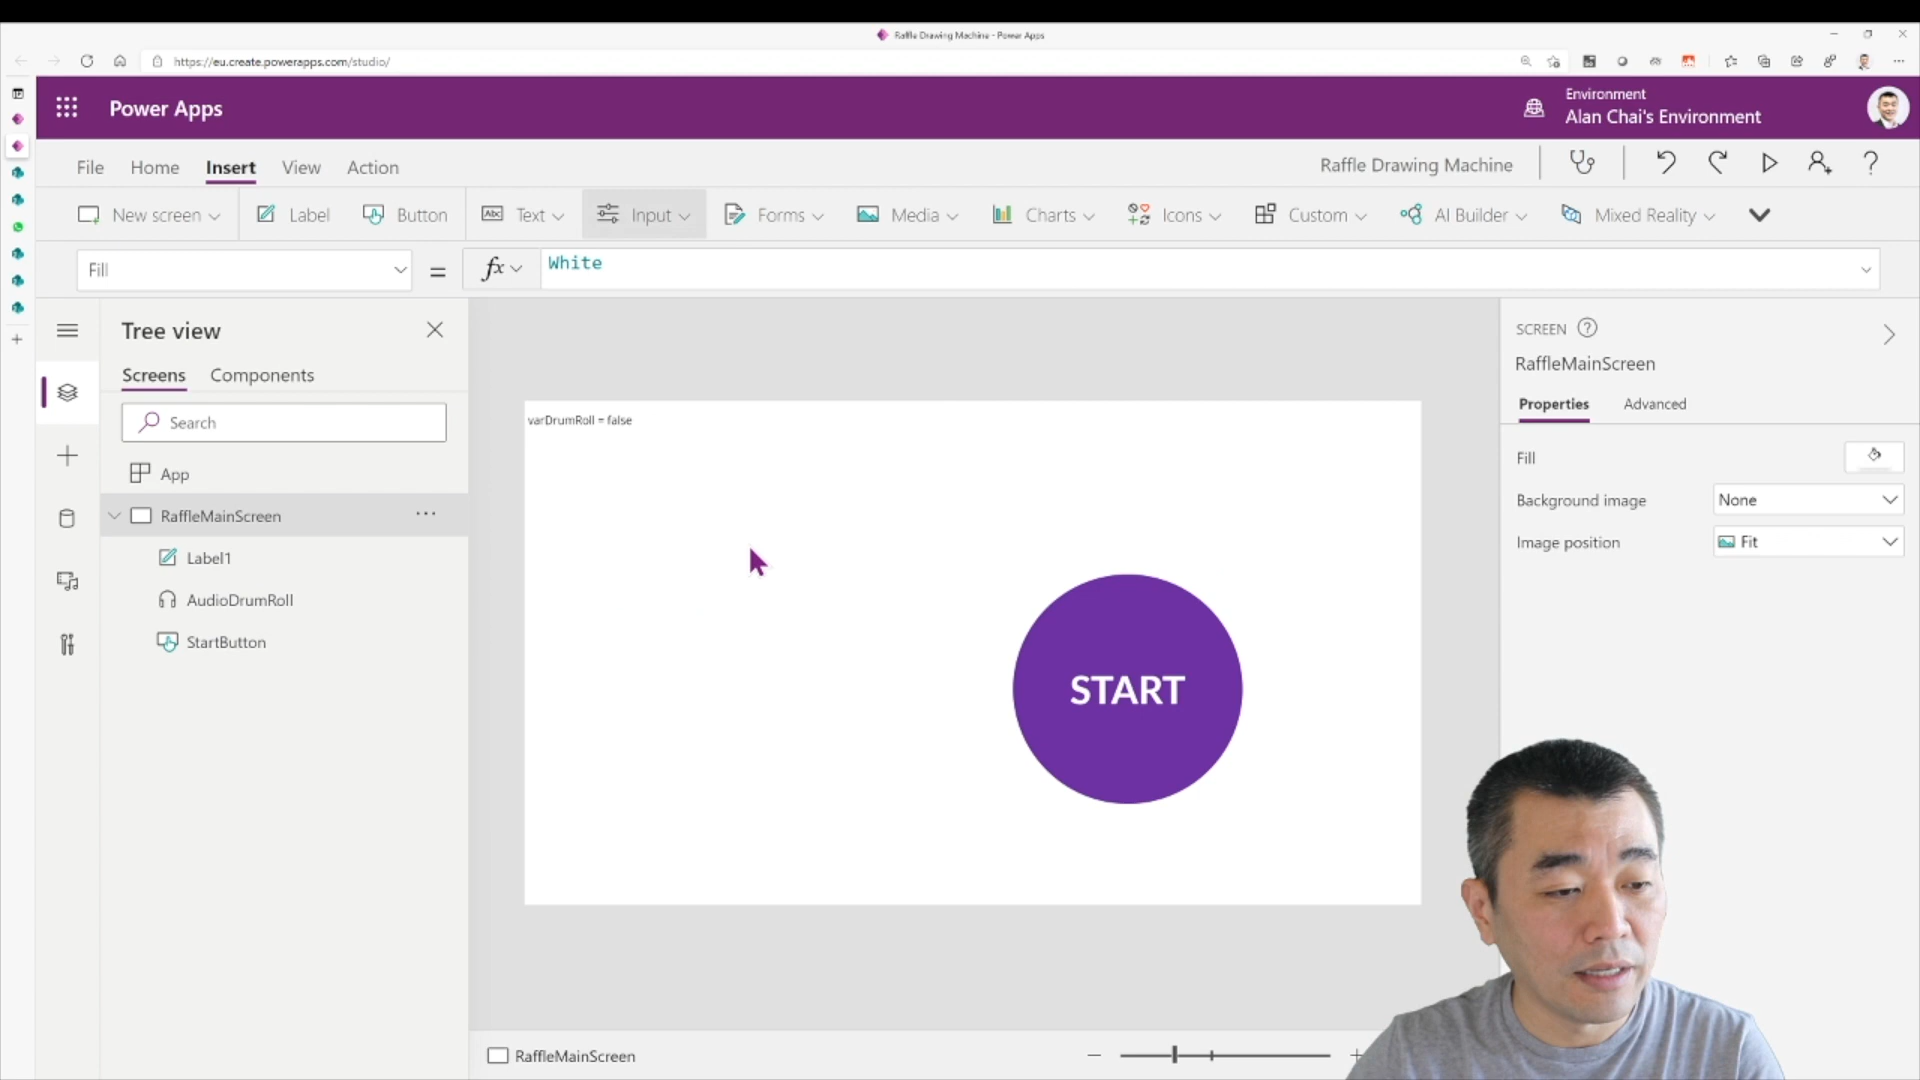 Raffle Drawing Machine - Power Apps
https://eu.create.powerapps.com/studio/
Power Apps
Environment
Alan Chai's Environment
File Home Insert View Action
Raffle Drawing Machine
New screen Label Button Text Input Forms Media Charts Icons Custom AI Builder Mixed Reality
Fill = fx White
Tree view
Screens Components
Search
App
RaffleMainScreen
Label1
AudioDrumRoll
StartButton
varDrumRoll = false
START
SCREEN
RaffleMainScreen
Properties Advanced
Fill
Background image None
Image position Fit
RaffleMainScreen